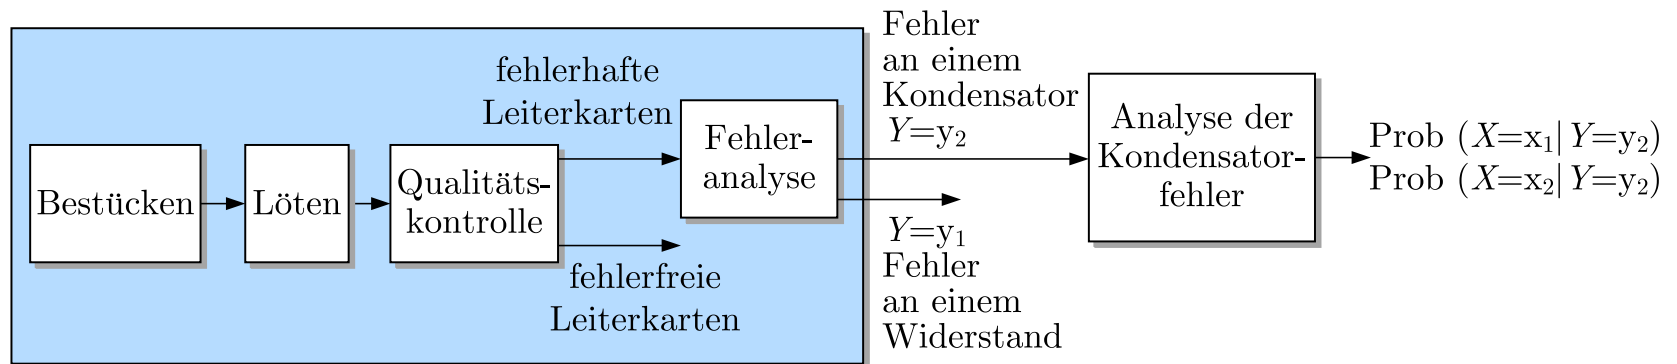 Bestücken
Löten
Qualitäts-
kontrolle
fehlerhafte
Leiterkarten
fehlerfreie
Leiterkarten
Fehler-
analyse
Fehler
an einem
Kondensator
Y=y₂
Y=y₁
Fehler
an einem
Widerstand
Analyse der
Kondensator-
fehler
Prob (X=x₁| Y=y₂)
Prob (X=x₂| Y=y₂)